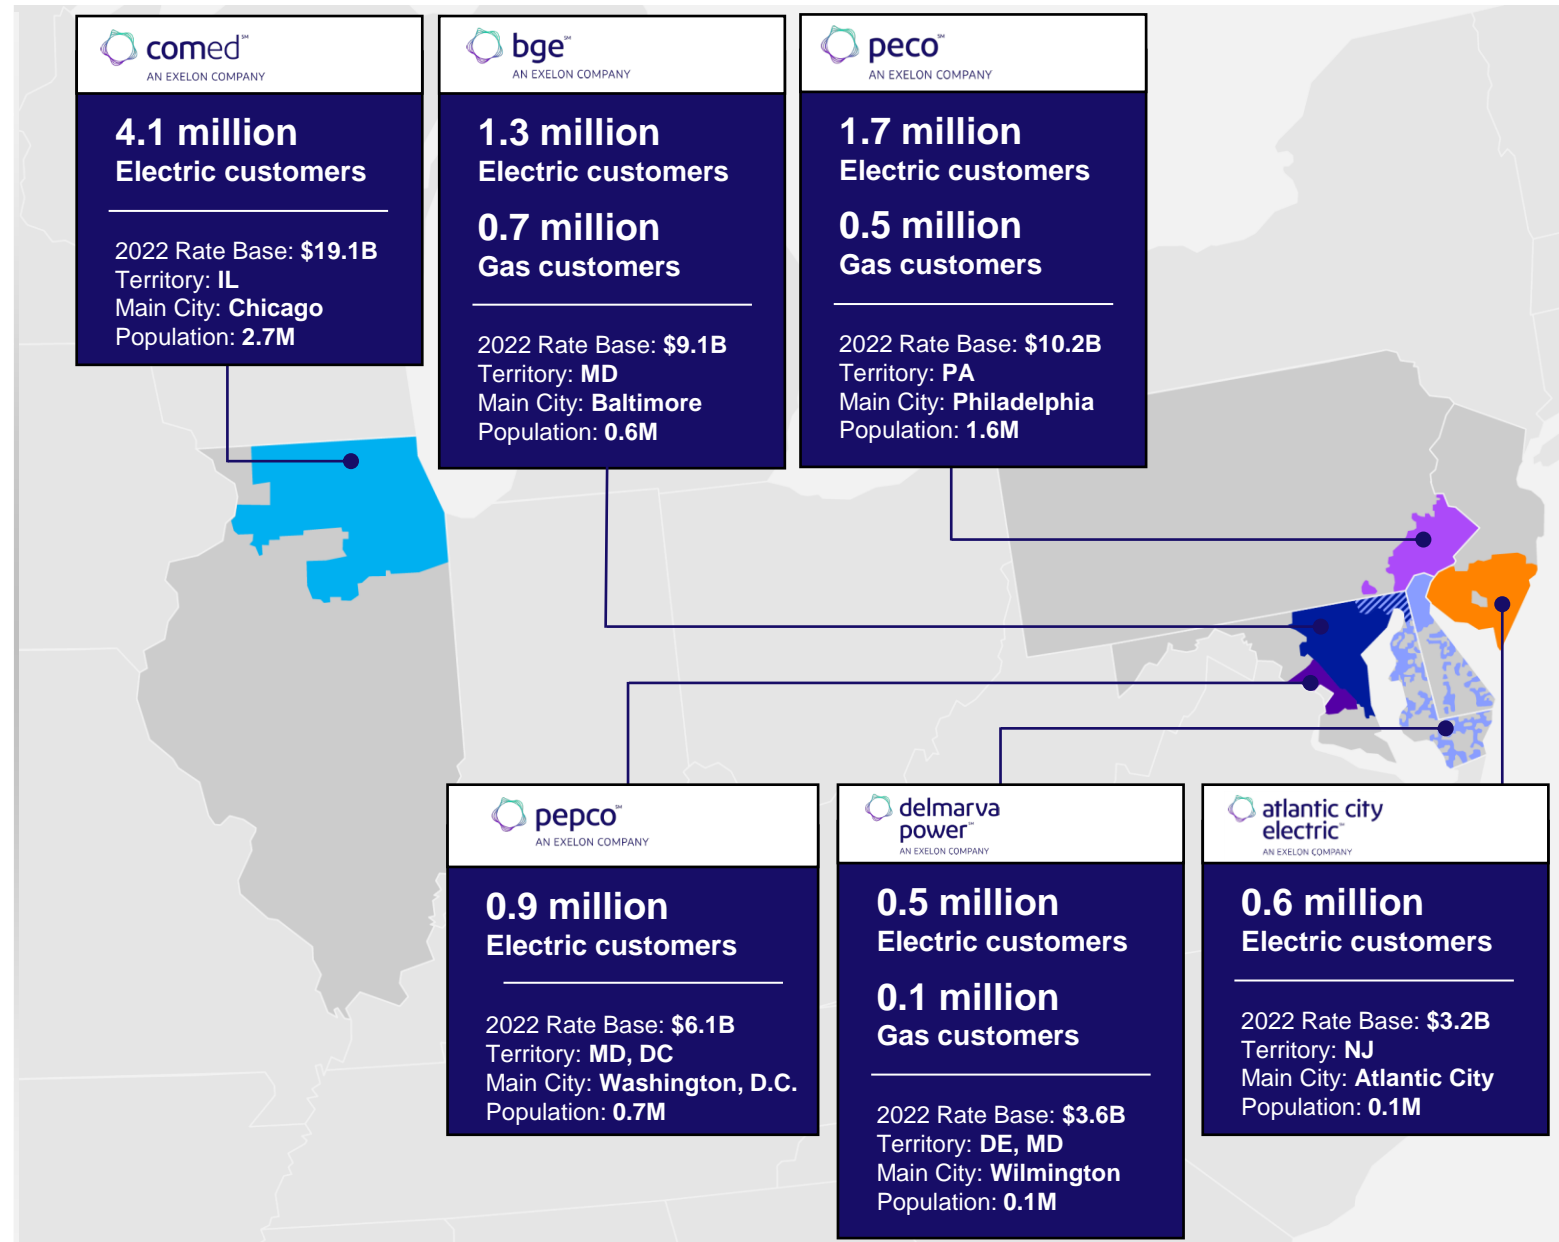 comed℠
AN EXELON COMPANY
4.1 million
Electric customers
2022 Rate Base: $19.1B
Territory: IL
Main City: Chicago
Population: 2.7M
bge℠
AN EXELON COMPANY
1.3 million
Electric customers
0.7 million
Gas customers
2022 Rate Base: $9.1B
Territory: MD
Main City: Baltimore
Population: 0.6M
peco℠
AN EXELON COMPANY
1.7 million
Electric customers
0.5 million
Gas customers
2022 Rate Base: $10.2B
Territory: PA
Main City: Philadelphia
Population: 1.6M
pepco℠
AN EXELON COMPANY
0.9 million
Electric customers
2022 Rate Base: $6.1B
Territory: MD, DC
Main City: Washington, D.C.
Population: 0.7M
delmarva
power℠
AN EXELON COMPANY
0.5 million
Electric customers
0.1 million
Gas customers
2022 Rate Base: $3.6B
Territory: DE, MD
Main City: Wilmington
Population: 0.1M
atlantic city
electric℠
AN EXELON COMPANY
0.6 million
Electric customers
2022 Rate Base: $3.2B
Territory: NJ
Main City: Atlantic City
Population: 0.1M